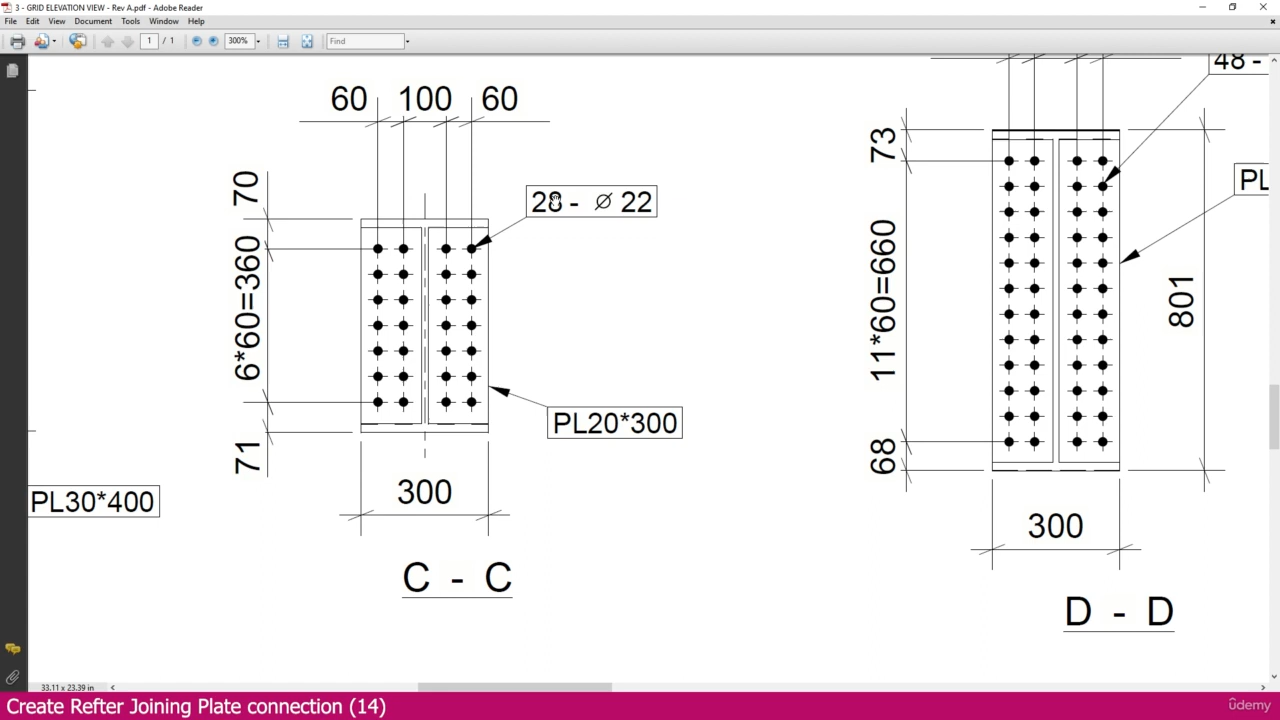 3 - GRID ELEVATION VIEW - Rev A.pdf - Adobe Reader
File Edit View Document Tools Window Help
1 / 1 300% Find
60 100 60
48 -
73
70
28 - ⌀ 22
PL
6*60=360
11*60=660
801
PL20*300
71
68
300
PL30*400
300
C - C
D - D
33.11 x 23.39 in
Create Refter Joining Plate connection (14)
ûdemy